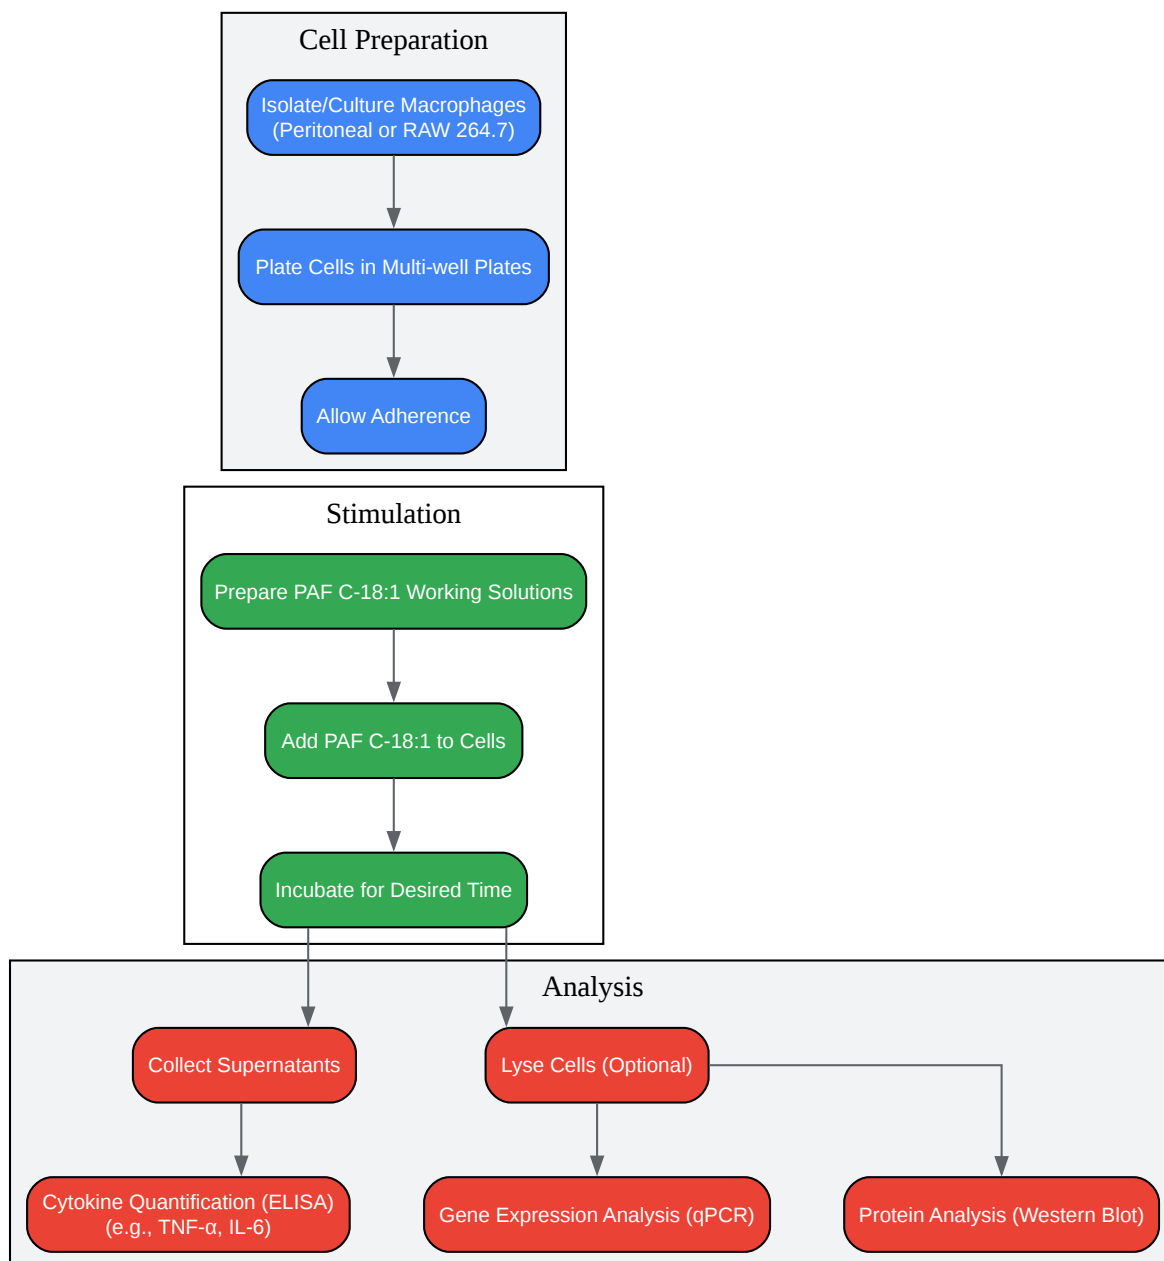 Cell Preparation
Isolate/Culture Macrophages
(Peritoneal or RAW 264.7)
Plate Cells in Multi-well Plates
Allow Adherence
Stimulation
Prepare PAF C-18:1 Working Solutions
Add PAF C-18:1 to Cells
Incubate for Desired Time
Analysis
Collect Supernatants
Lyse Cells (Optional)
Cytokine Quantification (ELISA)
(e.g., TNF-α, IL-6)
Gene Expression Analysis (qPCR)
Protein Analysis (Western Blot)